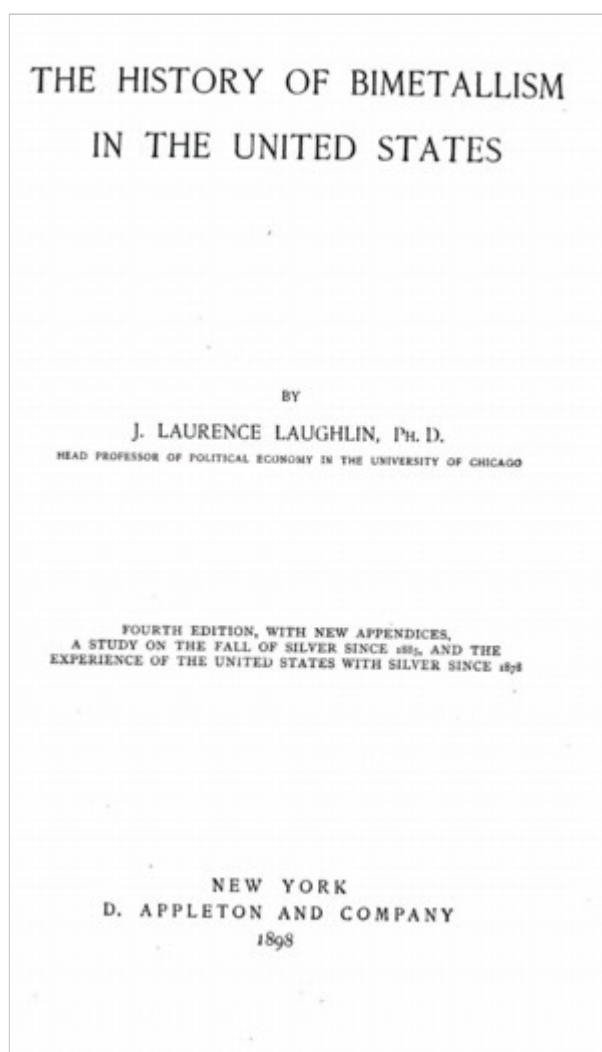 THE HISTORY OF BIMETALLISM
IN THE UNITED STATES
BY
J. LAURENCE LAUGHLIN, PH. D.
HEAD PROFESSOR OF POLITICAL ECONOMY IN THE UNIVERSITY OF CHICAGO
FOURTH EDITION, WITH NEW APPENDICES,
A STUDY ON THE FALL OF SILVER SINCE 1885, AND THE
EXPERIENCE OF THE UNITED STATES WITH SILVER SINCE 1878
NEW YORK
D. APPLETON AND COMPANY
1898